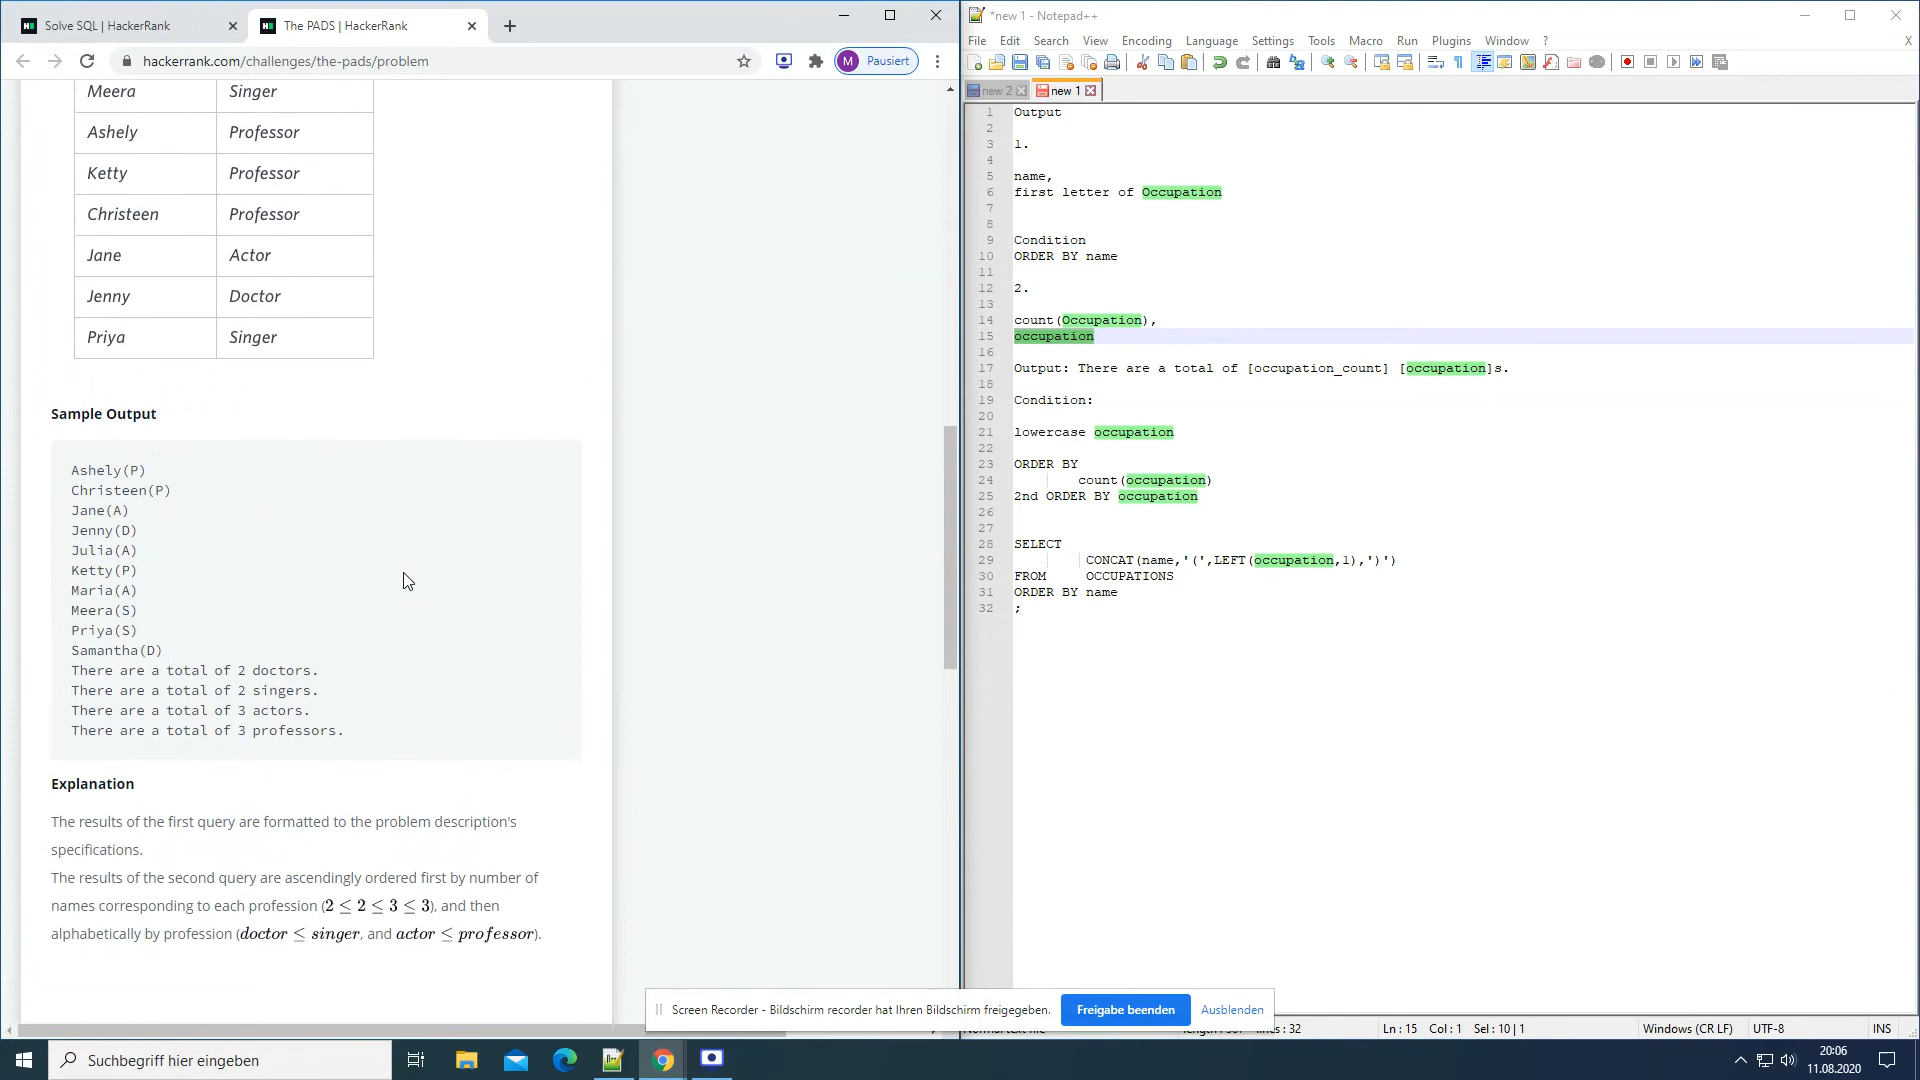 Solve SQL | HackerRank
The PADS | HackerRank
hackerrank.com/challenges/the-pads/problem
M Pausiert
Meera Singer
Ashely Professor
Ketty Professor
Christeen Professor
Jane Actor
Jenny Doctor
Priya Singer
Sample Output
Ashely(P)
Christeen(P)
Jane(A)
Jenny(D)
Julia(A)
Ketty(P)
Maria(A)
Meera(S)
Priya(S)
Samantha(D)
There are a total of 2 doctors.
There are a total of 2 singers.
There are a total of 3 actors.
There are a total of 3 professors.
Explanation
The results of the first query are formatted to the problem description's
specifications.
The results of the second query are ascendingly ordered first by number of
names corresponding to each profession (2 ≤ 2 ≤ 3 ≤ 3), and then
alphabetically by profession (doctor ≤ singer, and actor ≤ professor).
*new 1 - Notepad++
File Edit Search View Encoding Language Settings Tools Macro Run Plugins Window ? X
new 2 new 1
1 Output
2
3 1.
4
5 name,
6 first letter of Occupation
7
8
9 Condition
10 ORDER BY name
11
12 2.
13
14 count(Occupation),
15 occupation
16
17 Output: There are a total of [occupation_count] [occupation]s.
18
19 Condition:
20
21 lowercase occupation
22
23 ORDER BY
24 count(occupation)
25 2nd ORDER BY occupation
26
27
28 SELECT
29 CONCAT(name,'(',LEFT(occupation,1),')')
30 FROM OCCUPATIONS
31 ORDER BY name
32 ;
Screen Recorder - Bildschirm recorder hat Ihren Bildschirm freigegeben. Freigabe beenden Ausblenden
lines : 32 Ln : 15 Col : 1 Sel : 10 | 1 Windows (CR LF) UTF-8 INS
Suchbegriff hier eingeben
20:06
11.08.2020